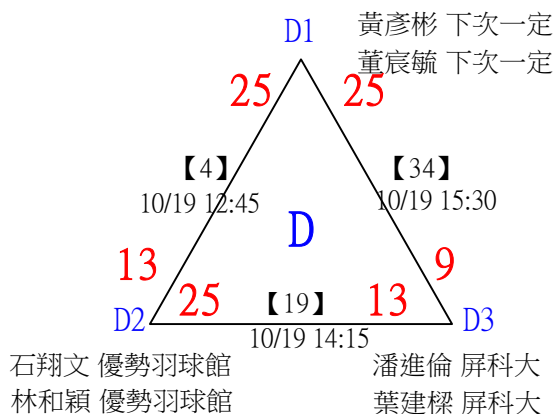 D1
黃彥彬 下次一定
董宸毓 下次一定
25
25
【4】
10/19 12:45
【34】
10/19 15:30
D
13
9
25
【19】
13
D2
10/19 14:15
D3
石翔文 優勢羽球館
林和穎 優勢羽球館
潘進倫 屏科大
葉建樑 屏科大